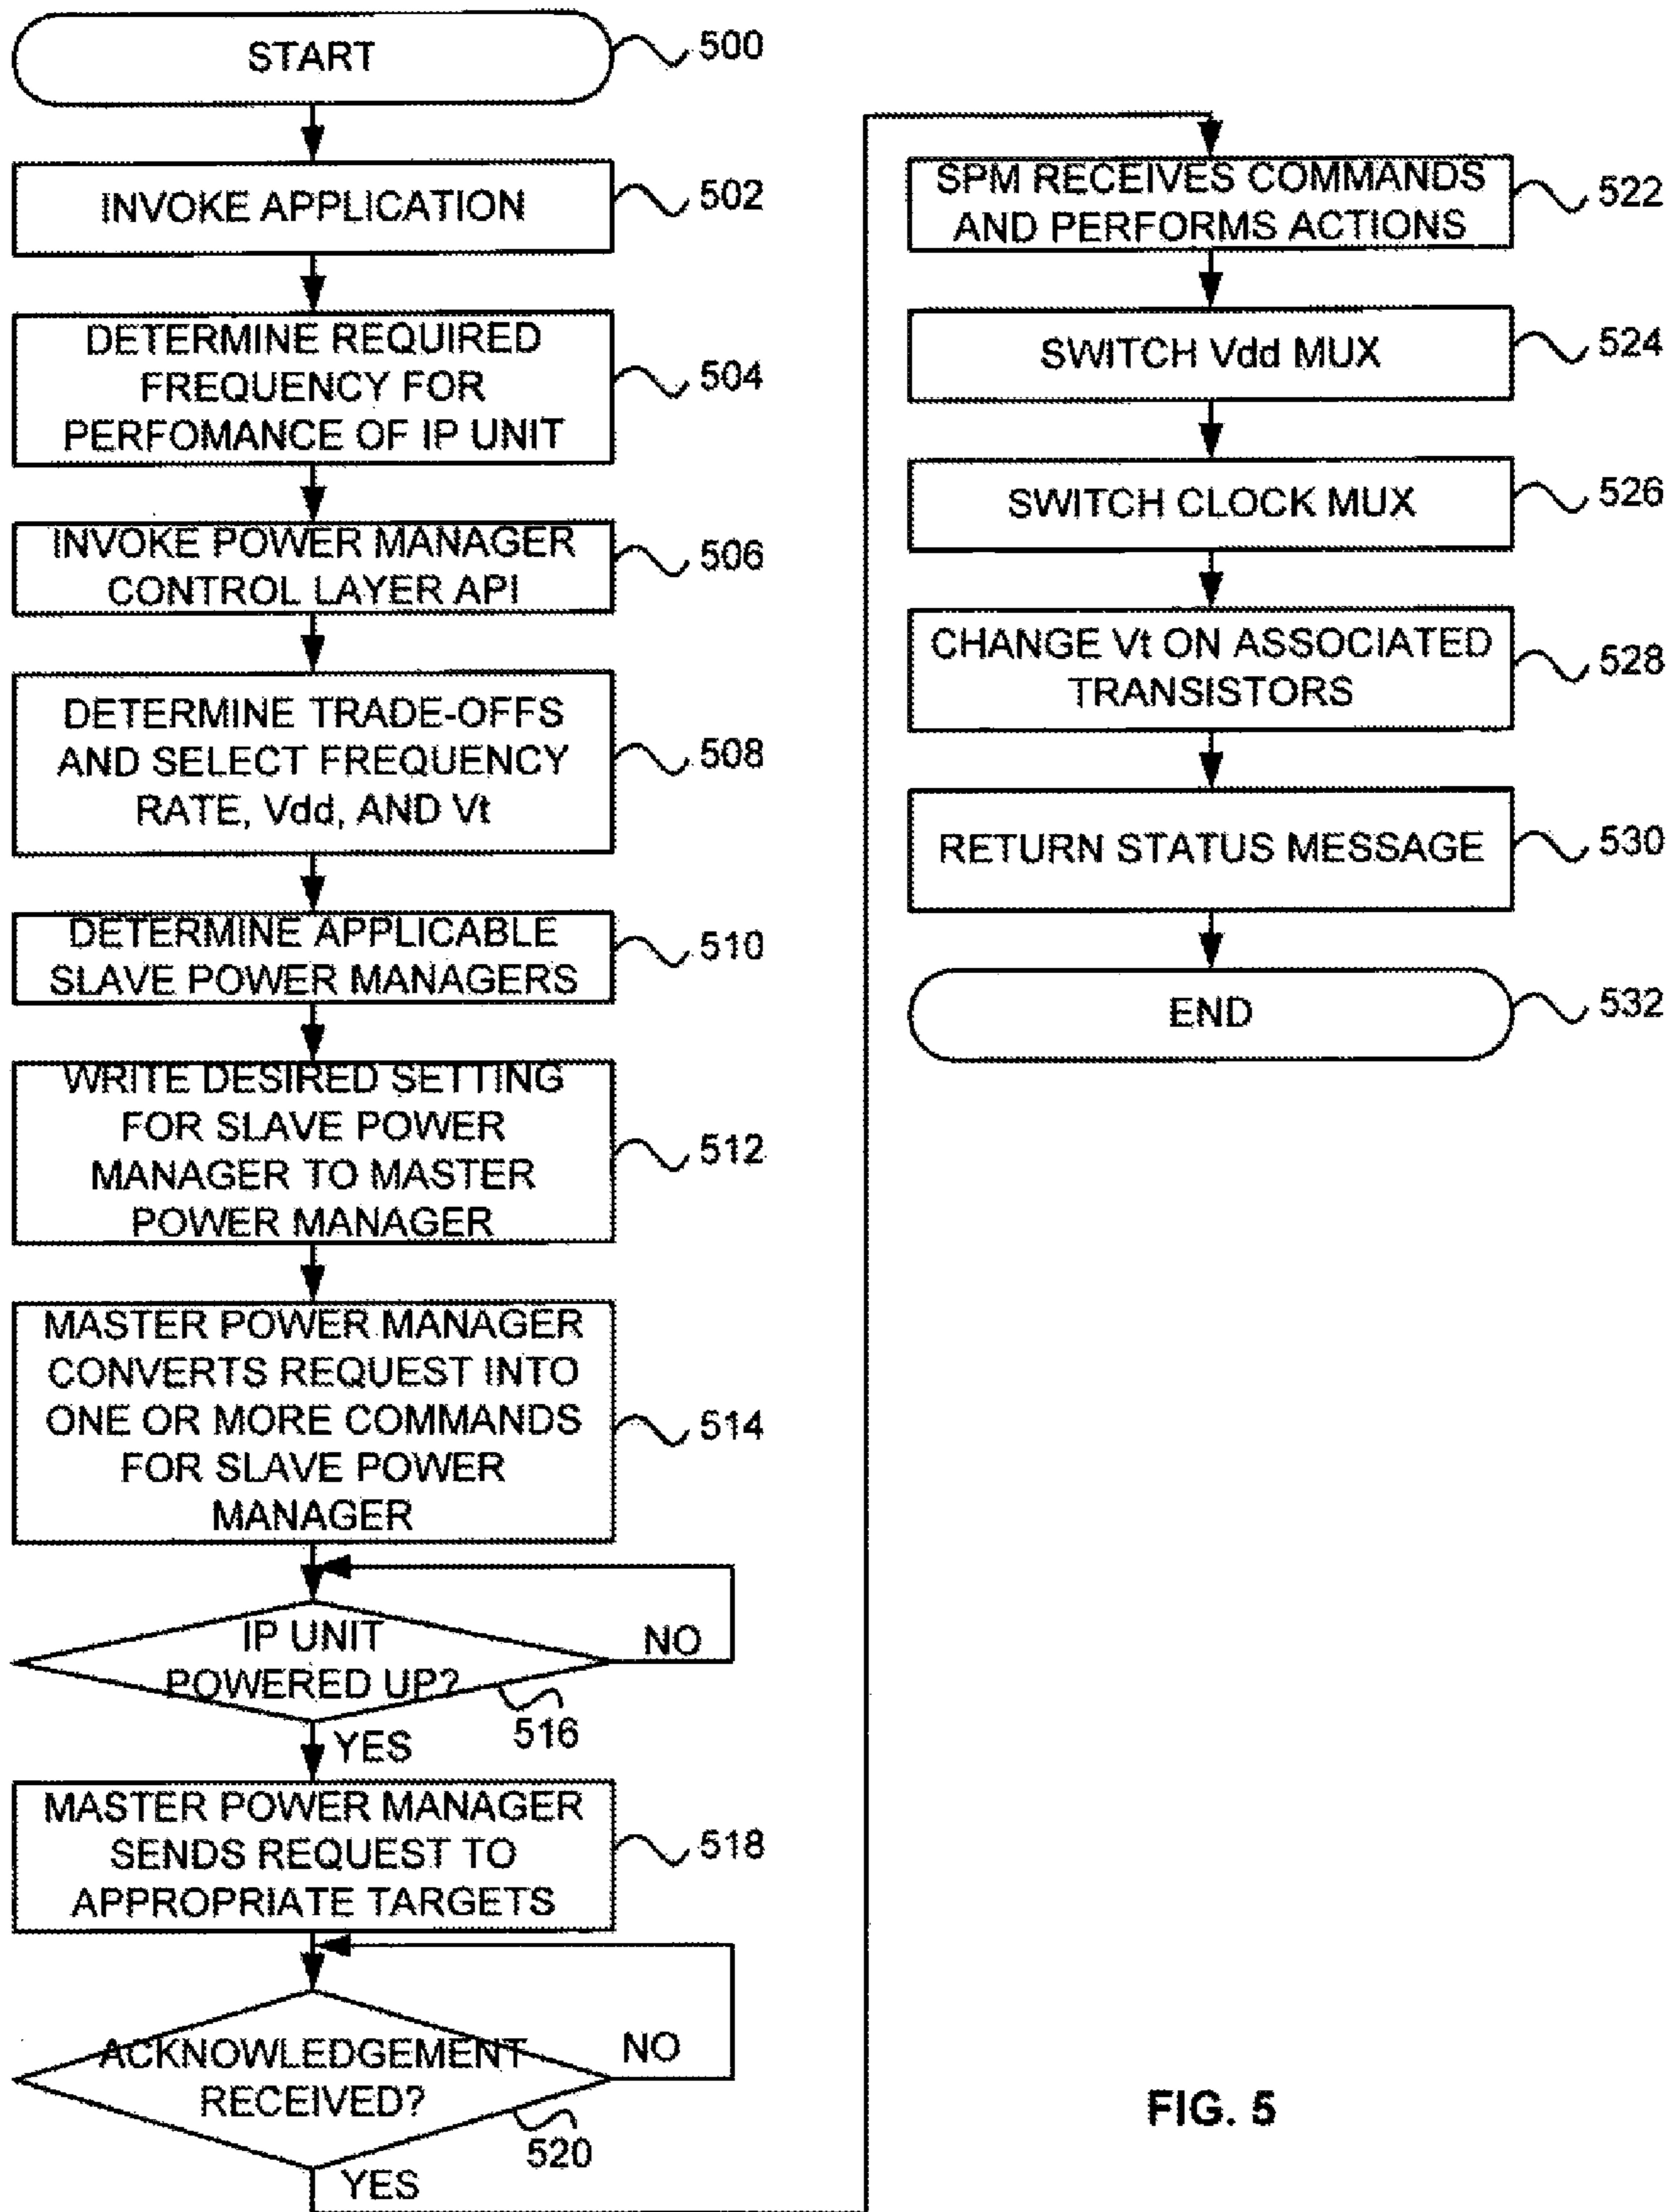 START
500
INVOKE APPLICATION
502
DETERMINE REQUIRED
FREQUENCY FOR
PERFOMANCE OF IP UNIT
504
INVOKE POWER MANAGER
CONTROL LAYER API
506
DETERMINE TRADE-OFFS
AND SELECT FREQUENCY
RATE, Vdd, AND Vt
508
DETERMINE APPLICABLE
SLAVE POWER MANAGERS
510
WRITE DESIRED SETTING
FOR SLAVE POWER
MANAGER TO MASTER
POWER MANAGER
512
MASTER POWER MANAGER
CONVERTS REQUEST INTO
ONE OR MORE COMMANDS
FOR SLAVE POWER
MANAGER
514
IP UNIT
POWERED UP?
NO
516
YES
MASTER POWER MANAGER
SENDS REQUEST TO
APPROPRIATE TARGETS
518
ACKNOWLEDGEMENT
RECEIVED?
NO
520
YES
SPM RECEIVES COMMANDS
AND PERFORMS ACTIONS
522
SWITCH Vdd MUX
524
SWITCH CLOCK MUX
526
CHANGE Vt ON ASSOCIATED
TRANSISTORS
528
RETURN STATUS MESSAGE
530
END
532
FIG. 5